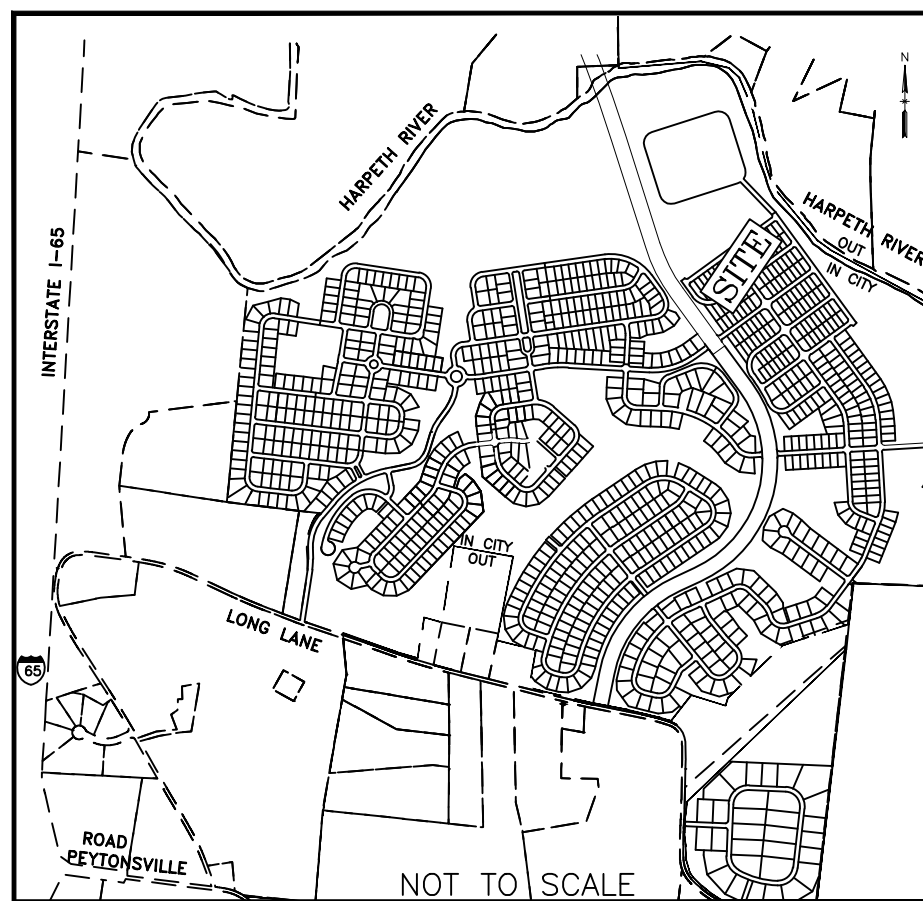 N
HARPETH RIVER
HARPETH RIVER
OUT
IN CITY
SITE
INTERSTATE I-65
IN CITY
OUT
LONG LANE
65
ROAD
PEYTONSVILLE
NOT TO SCALE